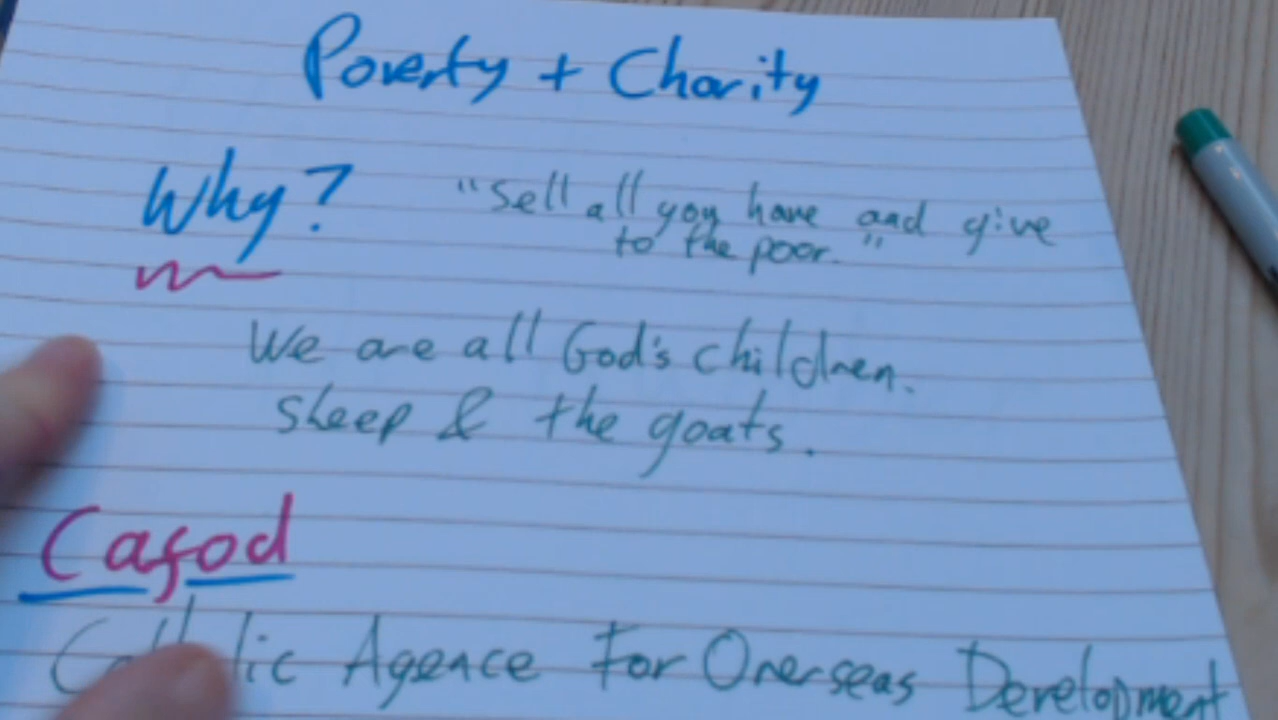 Poverty + Charity
Why? "Sell all you have and give
to the poor."
We are all God's children.
Sheep & the goats.
Cafod
Agence For Overseas Development